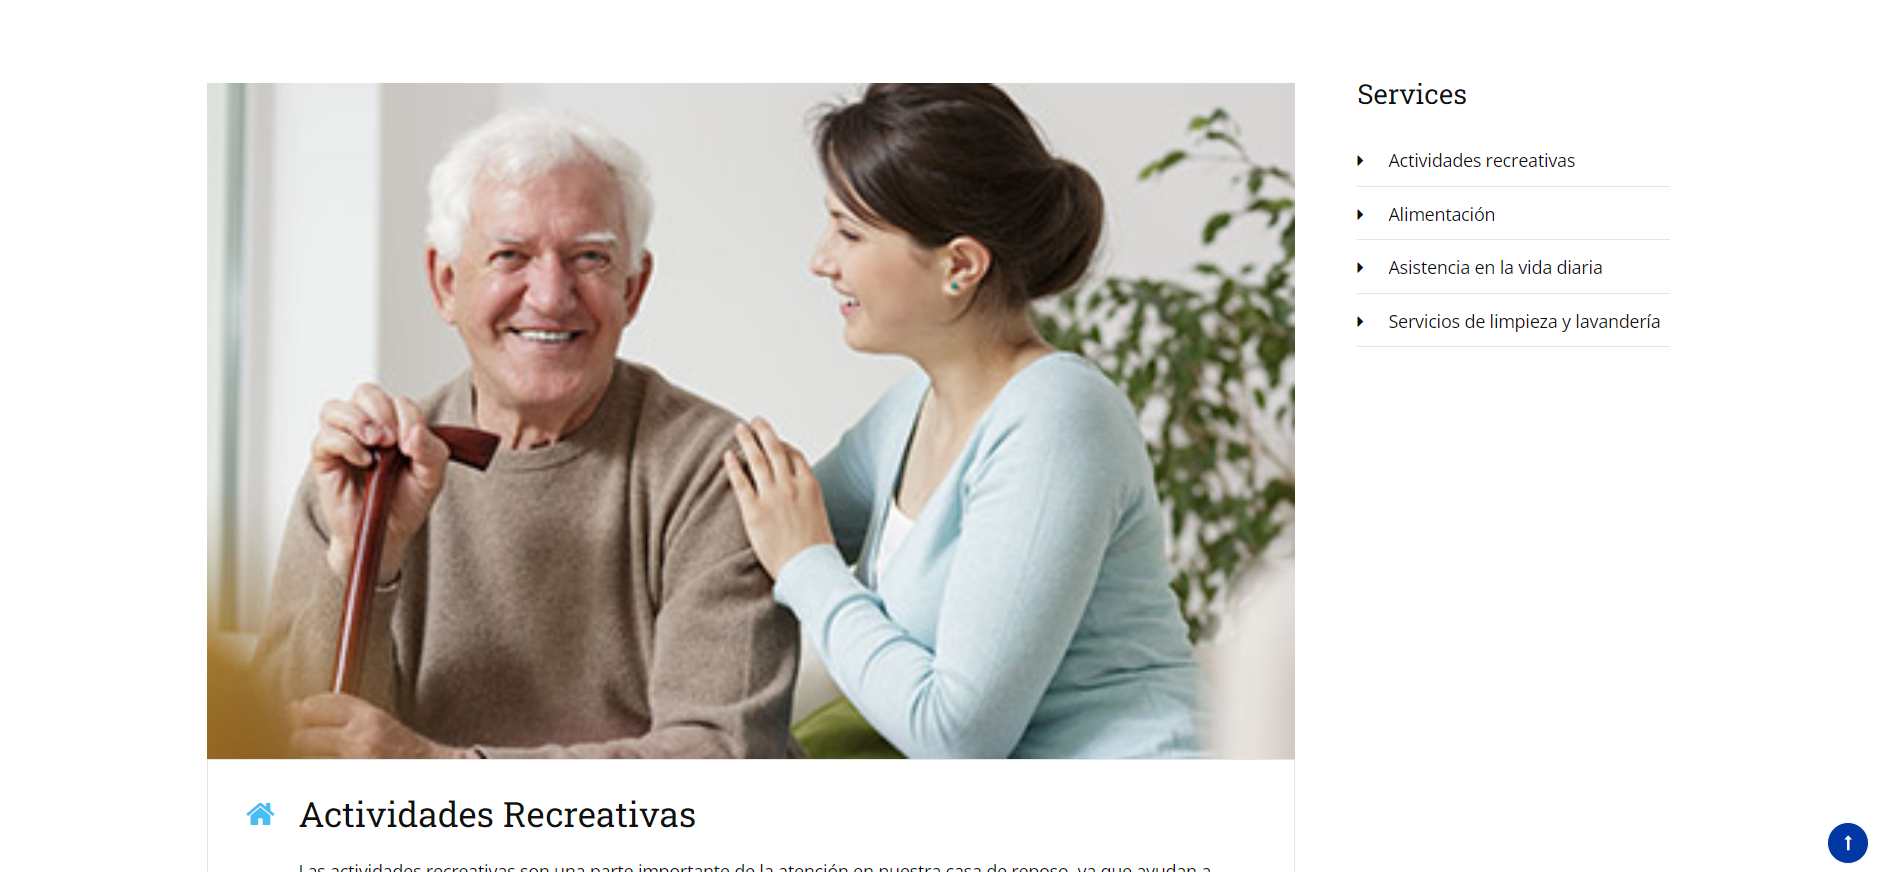 Services
Actividades recreativas
Alimentación
Asistencia en la vida diaria
Servicios de limpieza y lavandería
Actividades Recreativas
Las actividades recreativas son una parte importante de la atención en nuestra casa de reposo, ya que ayudan a